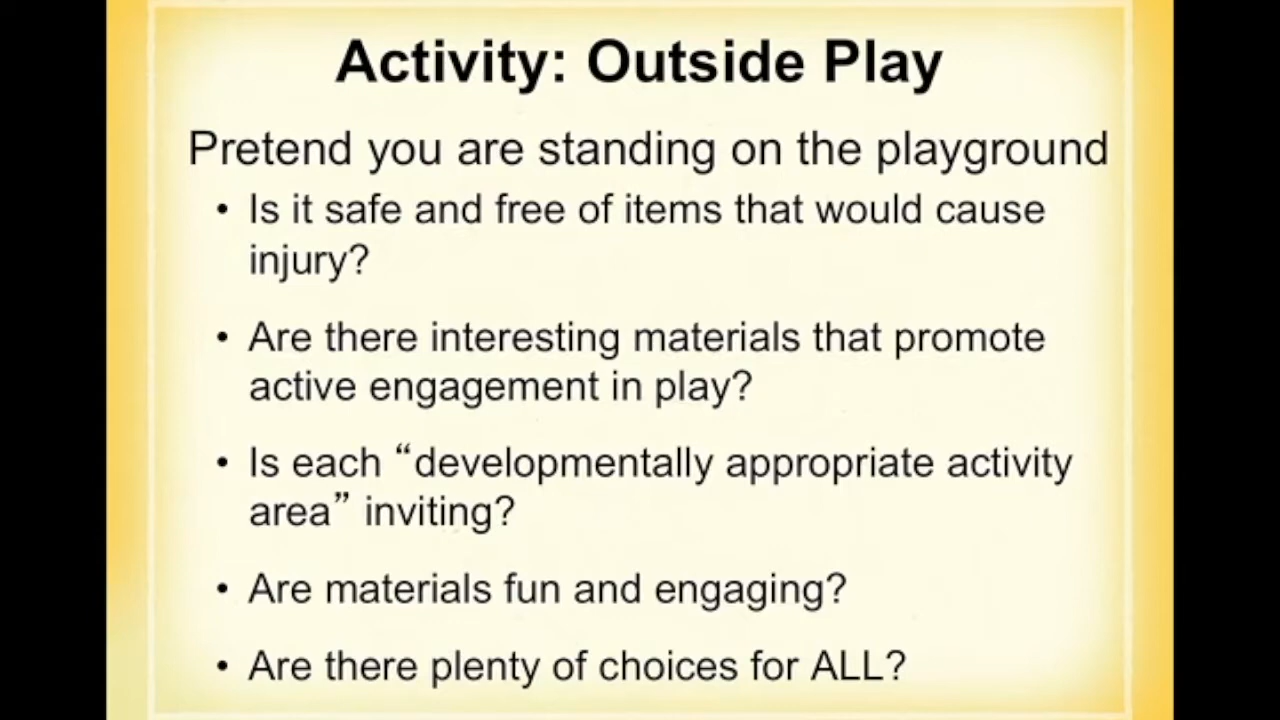 Activity: Outside Play
Pretend you are standing on the playground
• Is it safe and free of items that would cause
injury?
• Are there interesting materials that promote
active engagement in play?
• Is each “developmentally appropriate activity
area” inviting?
• Are materials fun and engaging?
• Are there plenty of choices for ALL?